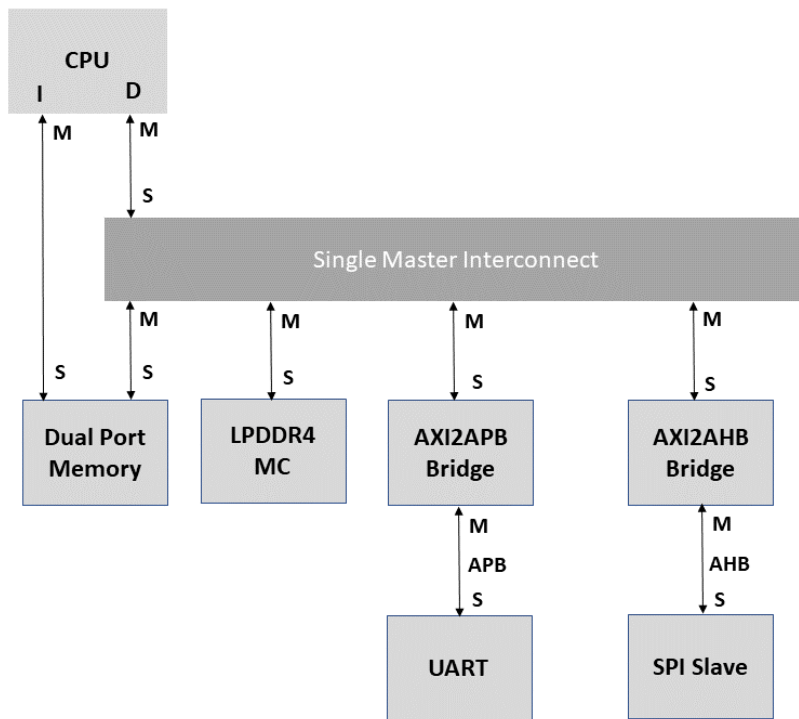 CPU
I D
M M
S
Single Master Interconnect
M M M M
S S S S S
Dual Port
Memory
LPDDR4
MC
AXI2APB
Bridge
AXI2AHB
Bridge
M M
APB AHB
S S
UART SPI Slave